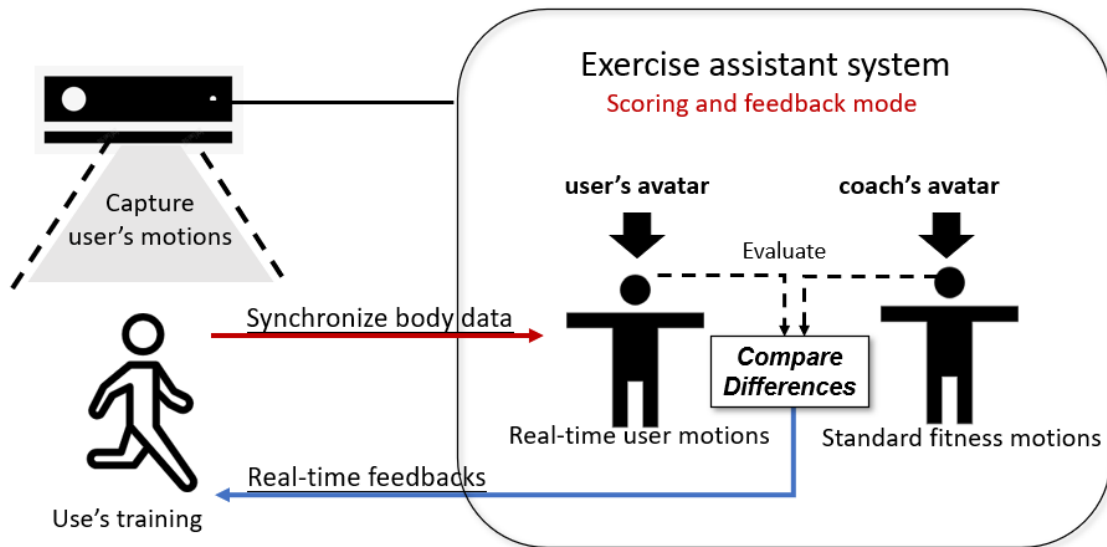 Exercise assistant system
Scoring and feedback mode
Capture
user's motions
user's avatar
coach's avatar
Evaluate
Synchronize body data
Compare
Differences
Real-time user motions
Standard fitness motions
Real-time feedbacks
Use's training